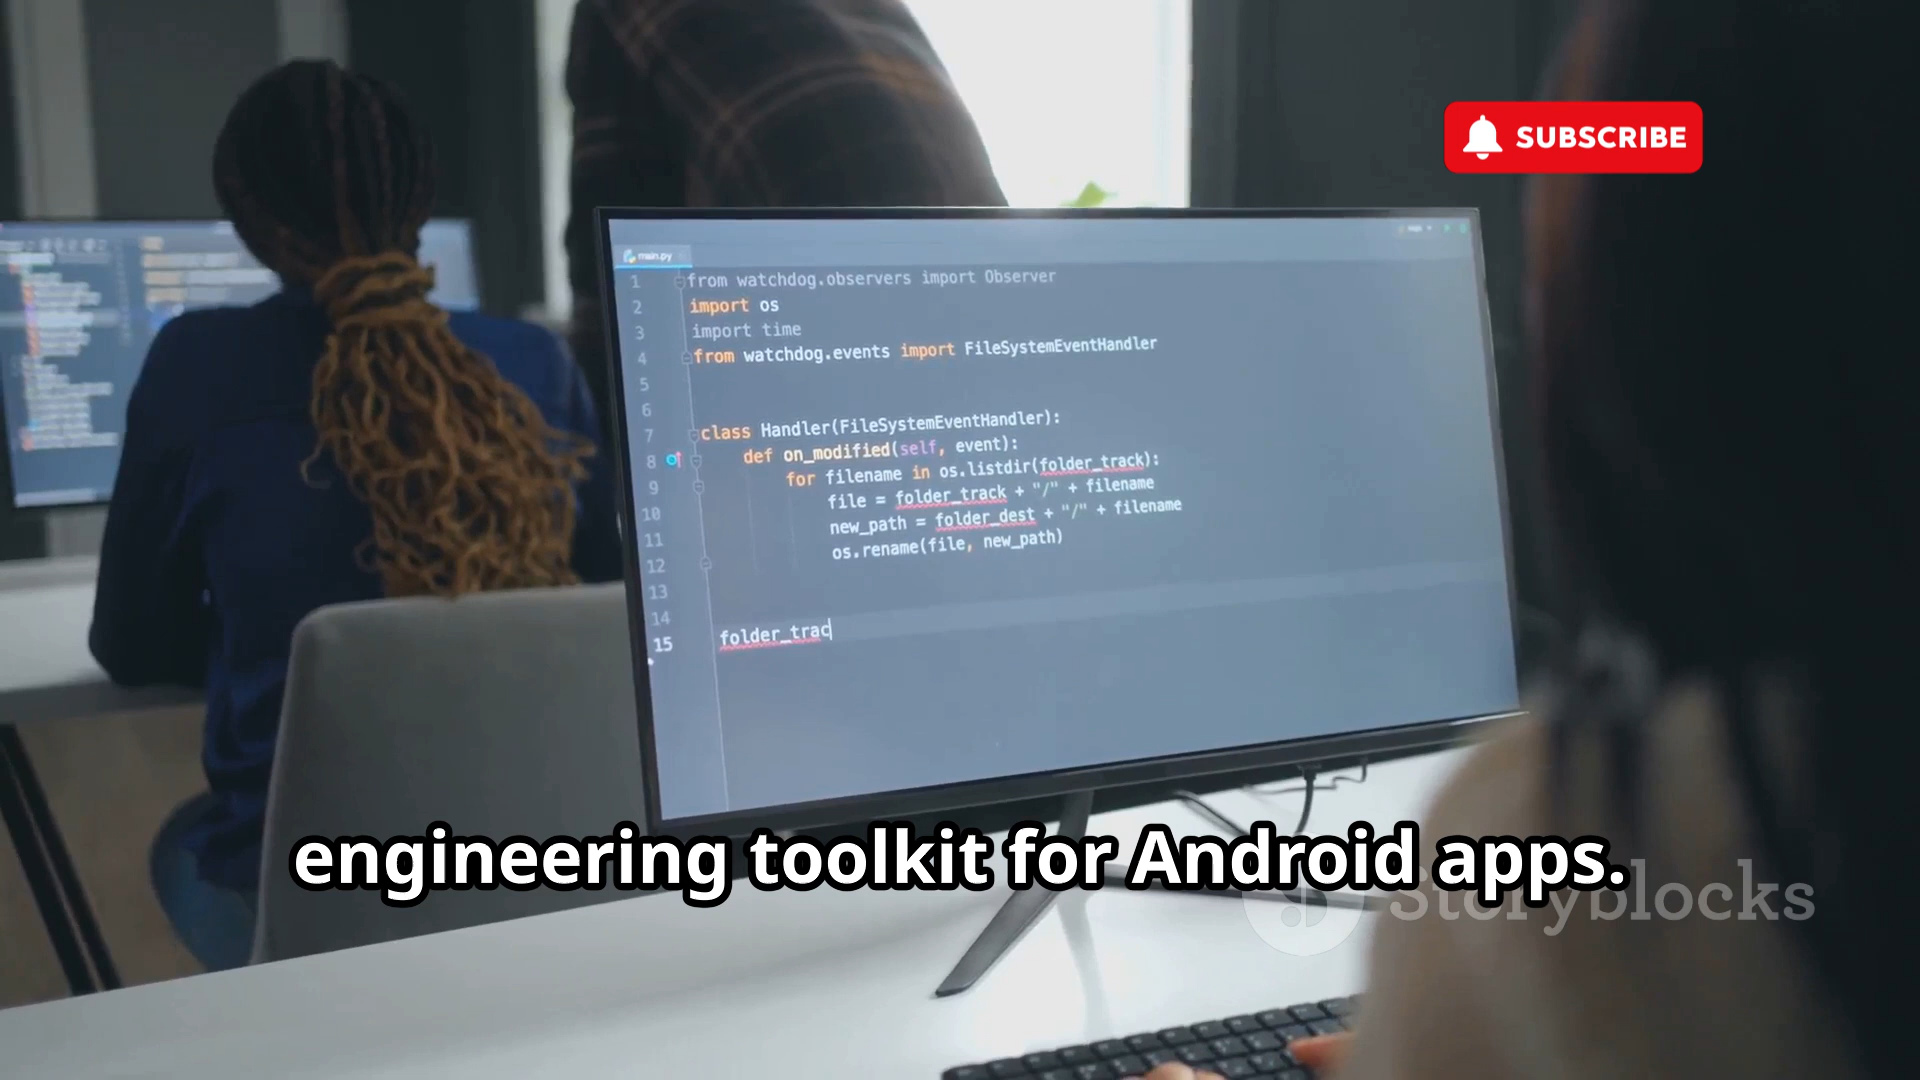 SUBSCRIBE
main.py
1 from watchdog.observers import Observer
2 import os
3 import time
4 from watchdog.events import FileSystemEventHandler
5
6
7 class Handler(FileSystemEventHandler):
8 def on_modified(self, event):
9 for filename in os.listdir(folder_track):
10 file = folder_track + "/" + filename
11 new_path = folder_dest + "/" + filename
12 os.rename(file, new_path)
13
14
15 folder_trac
engineering toolkit for Android apps.
Storyblocks